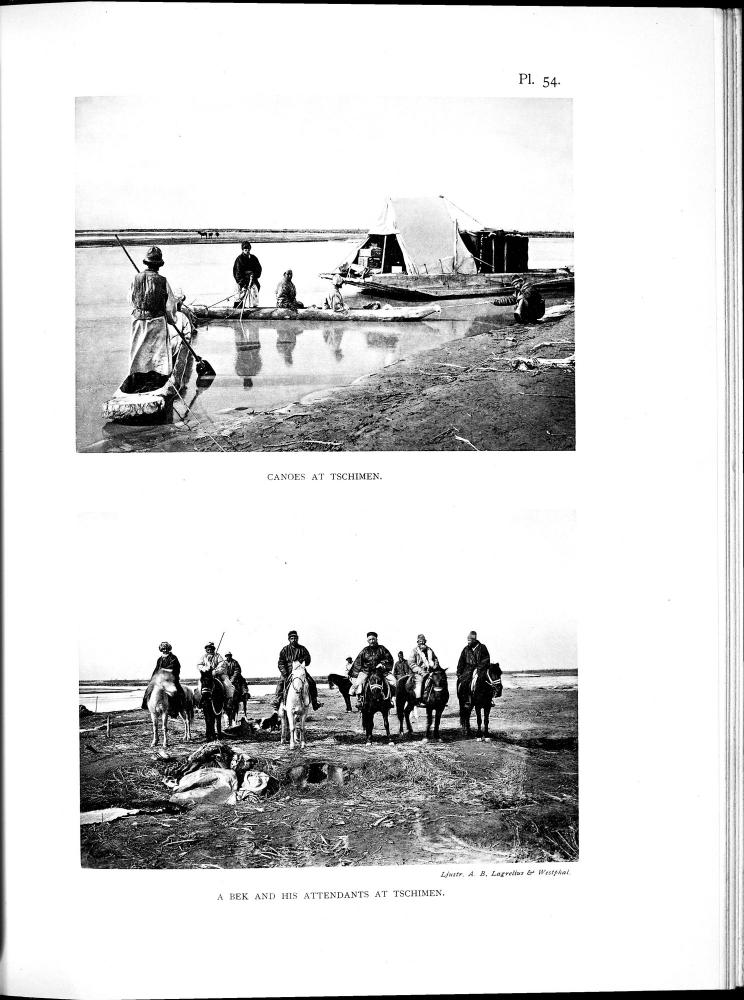 Pl. 54.
CANOES AT TSCHIMEN.
Ljustr. A. B. Lagrelius & Westphal.
A BEK AND HIS ATTENDANTS AT TSCHIMEN.